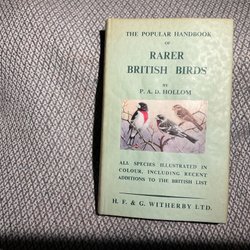 THE POPULAR HANDBOOK
OF
RARER
BRITISH BIRDS
BY
P. A. D. HOLLOM
ALL SPECIES ILLUSTRATED IN
COLOUR, INCLUDING RECENT
ADDITIONS TO THE BRITISH LIST
H. F. & G. WITHERBY LTD.